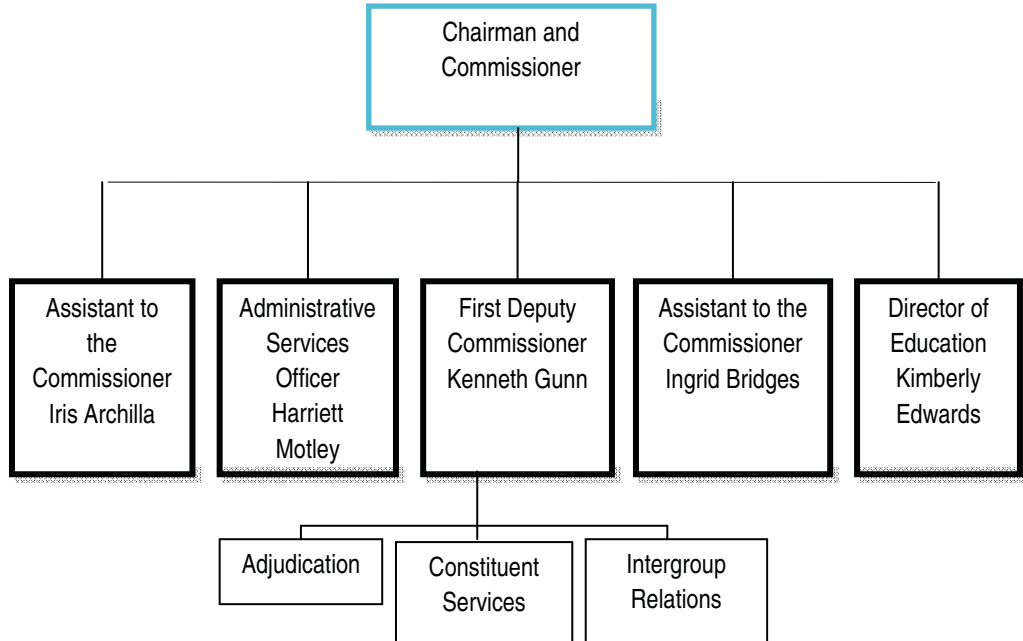 Chairman and
Commissioner
Assistant to
the
Commissioner
Iris Archilla
Administrative
Services
Officer
Harriett
Motley
First Deputy
Commissioner
Kenneth Gunn
Assistant to the
Commissioner
Ingrid Bridges
Director of
Education
Kimberly
Edwards
Adjudication
Constituent
Services
Intergroup
Relations